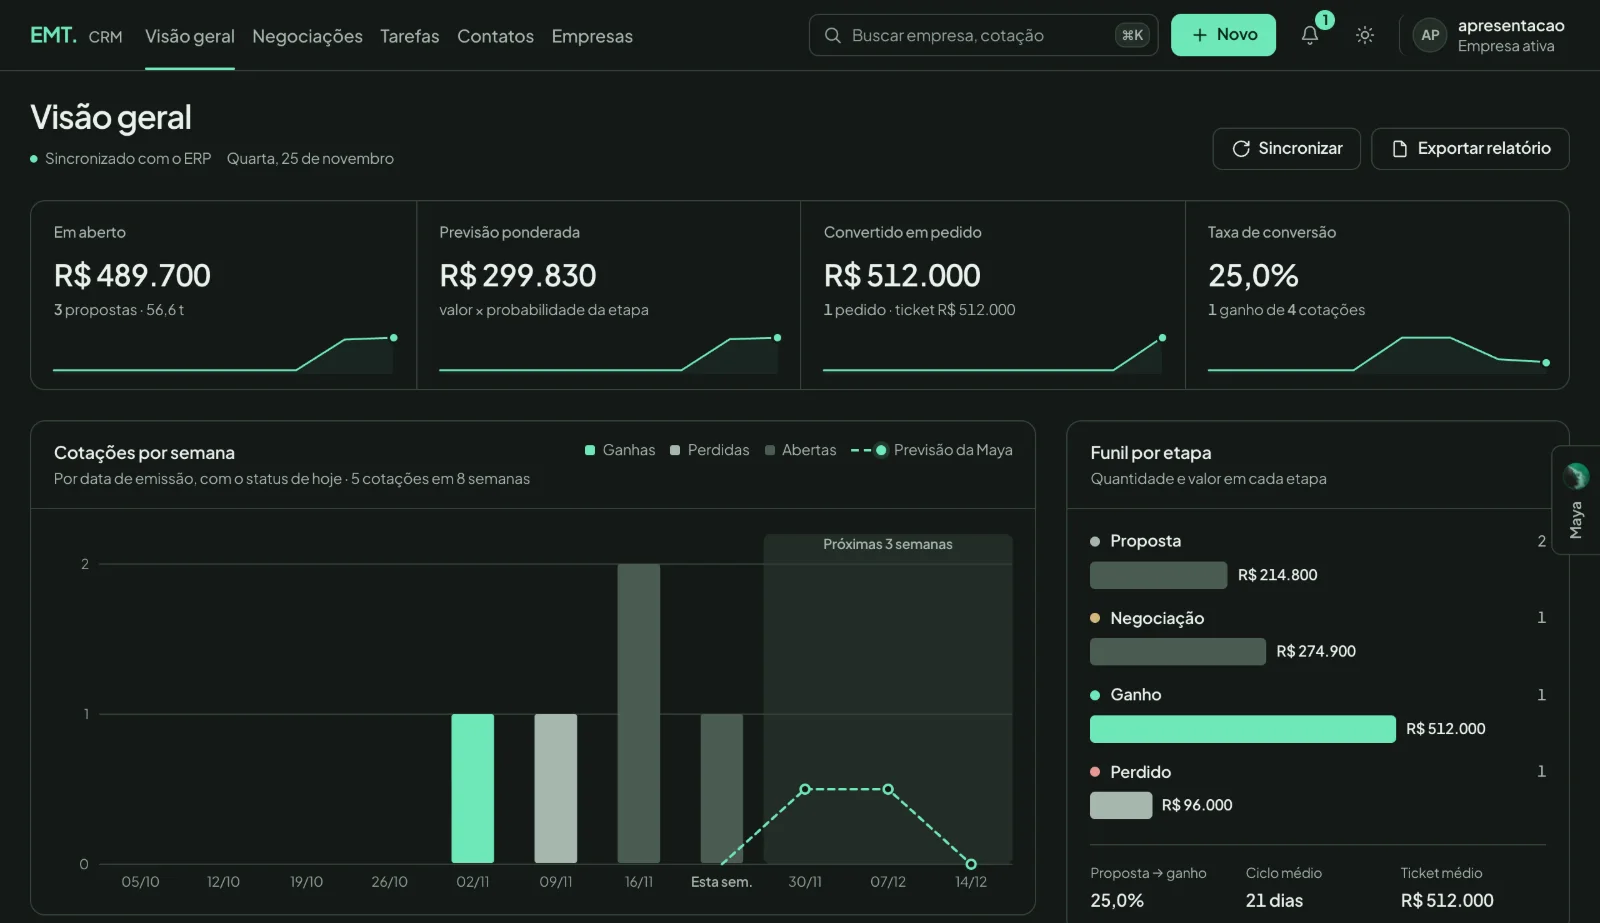 EMT. CRM Visão geral Negociações Tarefas Contatos Empresas Buscar empresa, cotação ⌘K + Novo 1 AP apresentacao
Empresa ativa
Visão geral
Sincronizado com o ERP Quarta, 25 de novembro
Sincronizar Exportar relatório
Em aberto
R$ 489.700
3 propostas · 56,6 t
Previsão ponderada
R$ 299.830
valor × probabilidade da etapa
Convertido em pedido
R$ 512.000
1 pedido · ticket R$ 512.000
Taxa de conversão
25,0%
1 ganho de 4 cotações
Cotações por semana
Por data de emissão, com o status de hoje · 5 cotações em 8 semanas
Ganhas Perdidas Abertas Previsão da Maya
Próximas 3 semanas
2
1
0
05/10 12/10 19/10 26/10 02/11 09/11 16/11 Esta sem. 30/11 07/12 14/12
Funil por etapa
Quantidade e valor em cada etapa
Proposta 2
R$ 214.800
Negociação 1
R$ 274.900
Ganho 1
R$ 512.000
Perdido 1
R$ 96.000
Proposta → ganho
25,0%
Ciclo médio
21 dias
Ticket médio
R$ 512.000
Maya